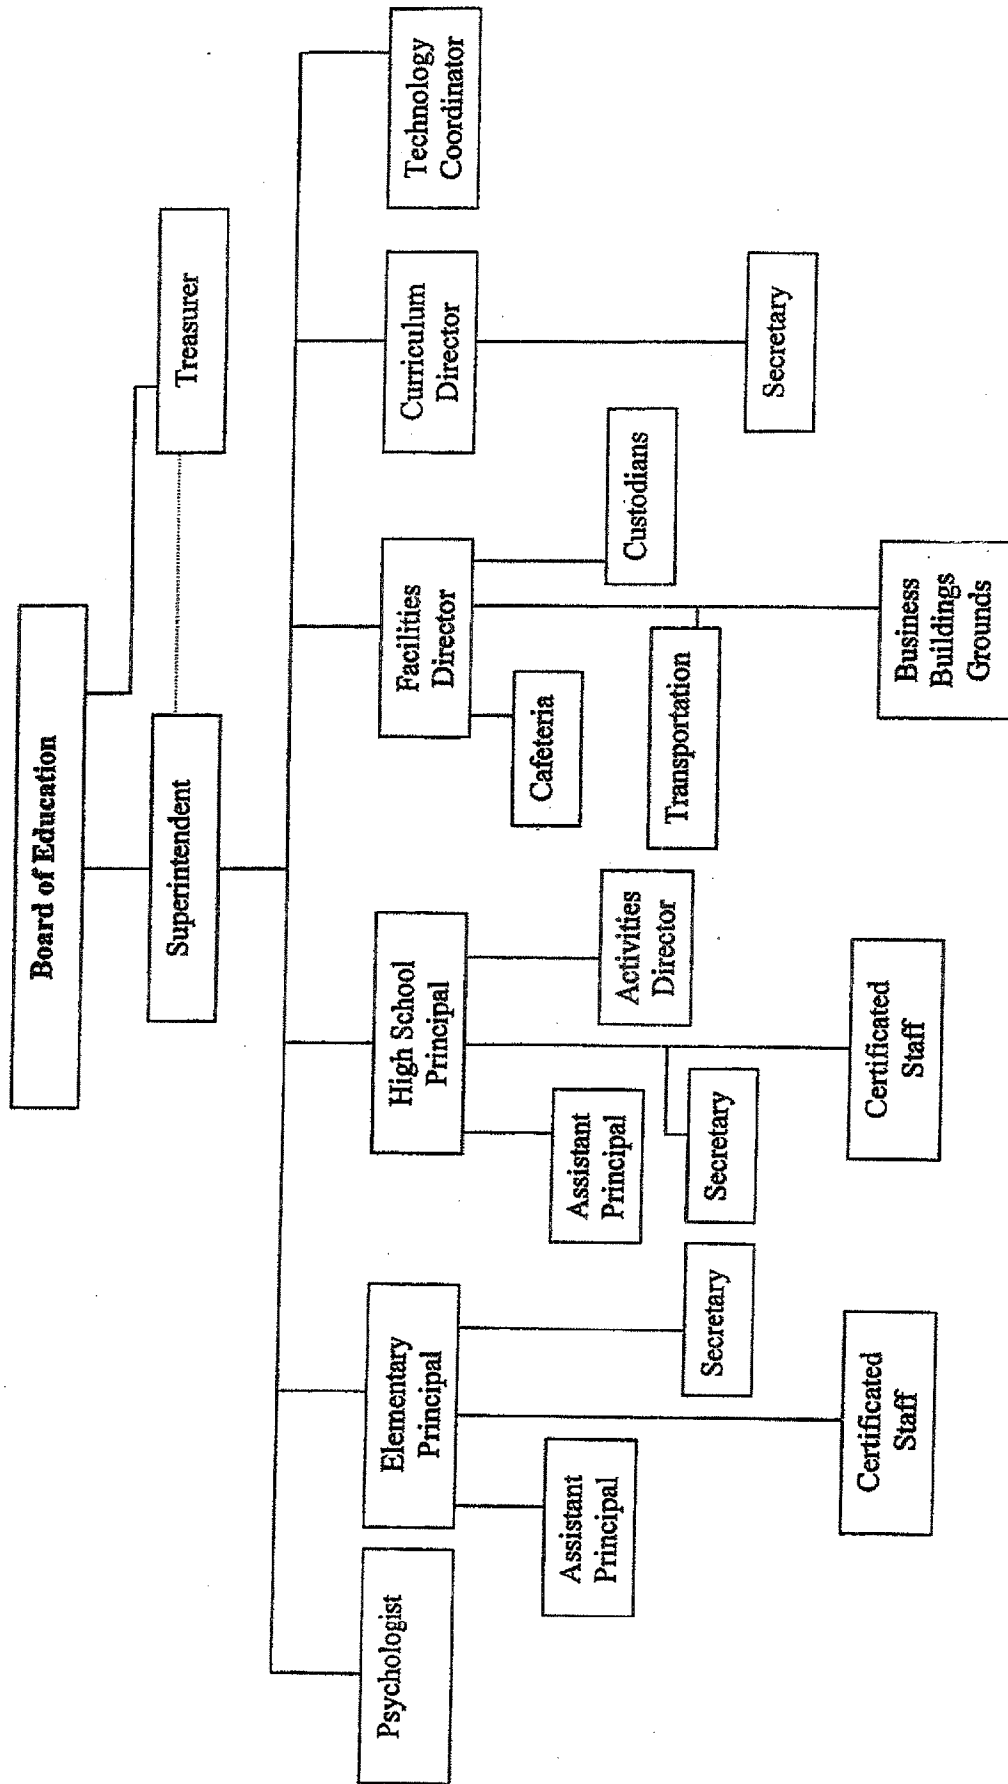 Board of Education
Superintendent
Treasurer
Psychologist
Elementary
Principal
High School
Principal
Facilities
Director
Curriculum
Director
Technology
Coordinator
Assistant
Principal
Secretary
Certificated
Staff
Assistant
Principal
Activities
Director
Secretary
Certificated
Staff
Cafeteria
Custodians
Transportation
Business
Buildings
Grounds
Secretary